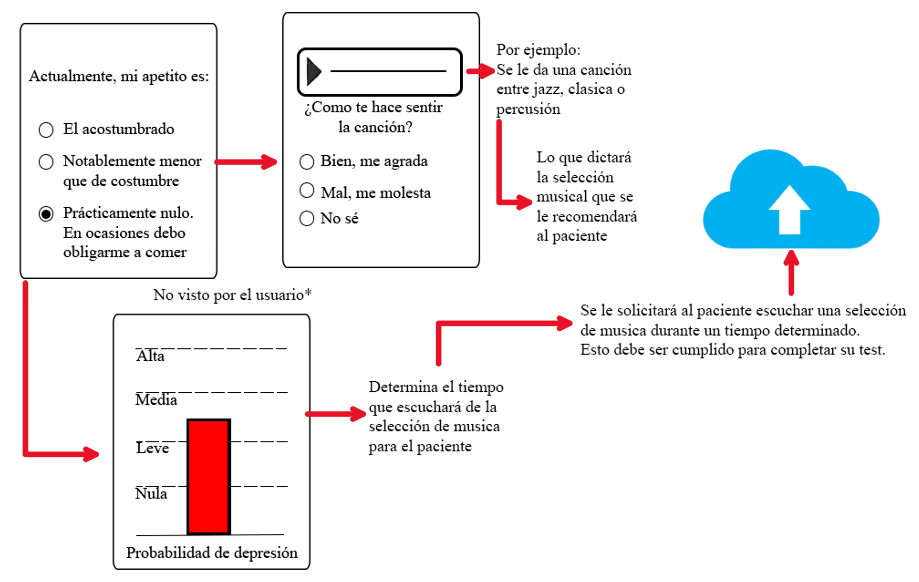 Actualmente, mi apetito es:
El acostumbrado
Notablemente menor
que de costumbre
Prácticamente nulo.
En ocasiones debo
obligarme a comer
¿Como te hace sentir
la canción?
Bien, me agrada
Mal, me molesta
No sé
Por ejemplo:
Se le da una canción
entre jazz, clasica o
percusión
Lo que dictará
la selección
musical que se
le recomendará
al paciente
No visto por el usuario*
Alta
Media
Leve
Nula
Probabilidad de depresión
Determina el tiempo
que escuchará de la
selección de musica
para el paciente
Se le solicitará al paciente escuchar una selección
de musica durante un tiempo determinado.
Esto debe ser cumplido para completar su test.